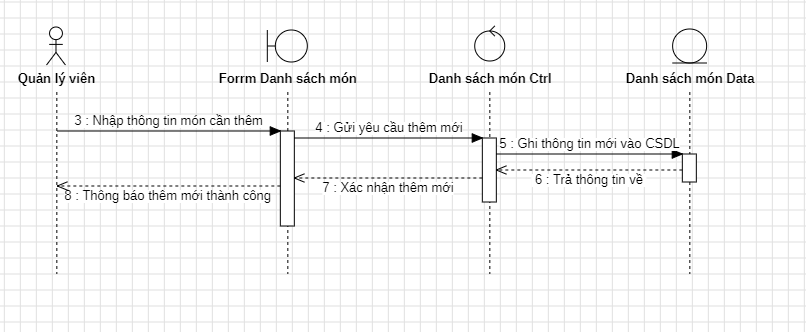 Quản lý viên
Forrm Danh sách món
Danh sách món Ctrl
Danh sách món Data
3 : Nhập thông tin món cần thêm
4 : Gửi yêu cầu thêm mới
5 : Ghi thông tin mới vào CSDL
6 : Trả thông tin về
7 : Xác nhận thêm mới
8 : Thông báo thêm mới thành công